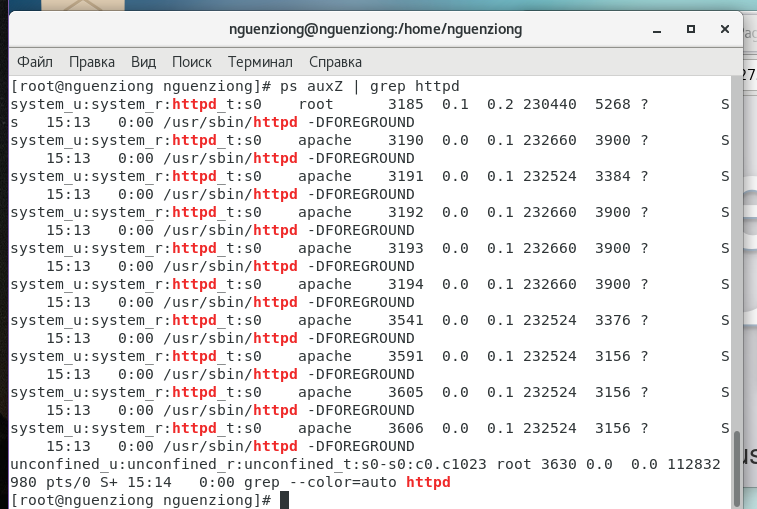 nguenziong@nguenziong:/home/nguenziong
Файл Правка Вид Поиск Терминал Справка
[root@nguenziong nguenziong]# ps auxZ | grep httpd
system_u:system_r:httpd_t:s0    root      3185  0.1  0.2 230440  5268 ?        S
s   15:13   0:00 /usr/sbin/httpd -DFOREGROUND
system_u:system_r:httpd_t:s0    apache    3190  0.0  0.1 232660  3900 ?        S
    15:13   0:00 /usr/sbin/httpd -DFOREGROUND
system_u:system_r:httpd_t:s0    apache    3191  0.0  0.1 232524  3384 ?        S
    15:13   0:00 /usr/sbin/httpd -DFOREGROUND
system_u:system_r:httpd_t:s0    apache    3192  0.0  0.1 232660  3900 ?        S
    15:13   0:00 /usr/sbin/httpd -DFOREGROUND
system_u:system_r:httpd_t:s0    apache    3193  0.0  0.1 232660  3900 ?        S
    15:13   0:00 /usr/sbin/httpd -DFOREGROUND
system_u:system_r:httpd_t:s0    apache    3194  0.0  0.1 232660  3900 ?        S
    15:13   0:00 /usr/sbin/httpd -DFOREGROUND
system_u:system_r:httpd_t:s0    apache    3541  0.0  0.1 232524  3376 ?        S
    15:13   0:00 /usr/sbin/httpd -DFOREGROUND
system_u:system_r:httpd_t:s0    apache    3591  0.0  0.1 232524  3156 ?        S
    15:13   0:00 /usr/sbin/httpd -DFOREGROUND
system_u:system_r:httpd_t:s0    apache    3605  0.0  0.1 232524  3156 ?        S
    15:13   0:00 /usr/sbin/httpd -DFOREGROUND
system_u:system_r:httpd_t:s0    apache    3606  0.0  0.1 232524  3156 ?        S
    15:13   0:00 /usr/sbin/httpd -DFOREGROUND
unconfined_u:unconfined_r:unconfined_t:s0-s0:c0.c1023 root 3630 0.0  0.0 112832
980 pts/0 S+ 15:14   0:00 grep --color=auto httpd
[root@nguenziong nguenziong]#